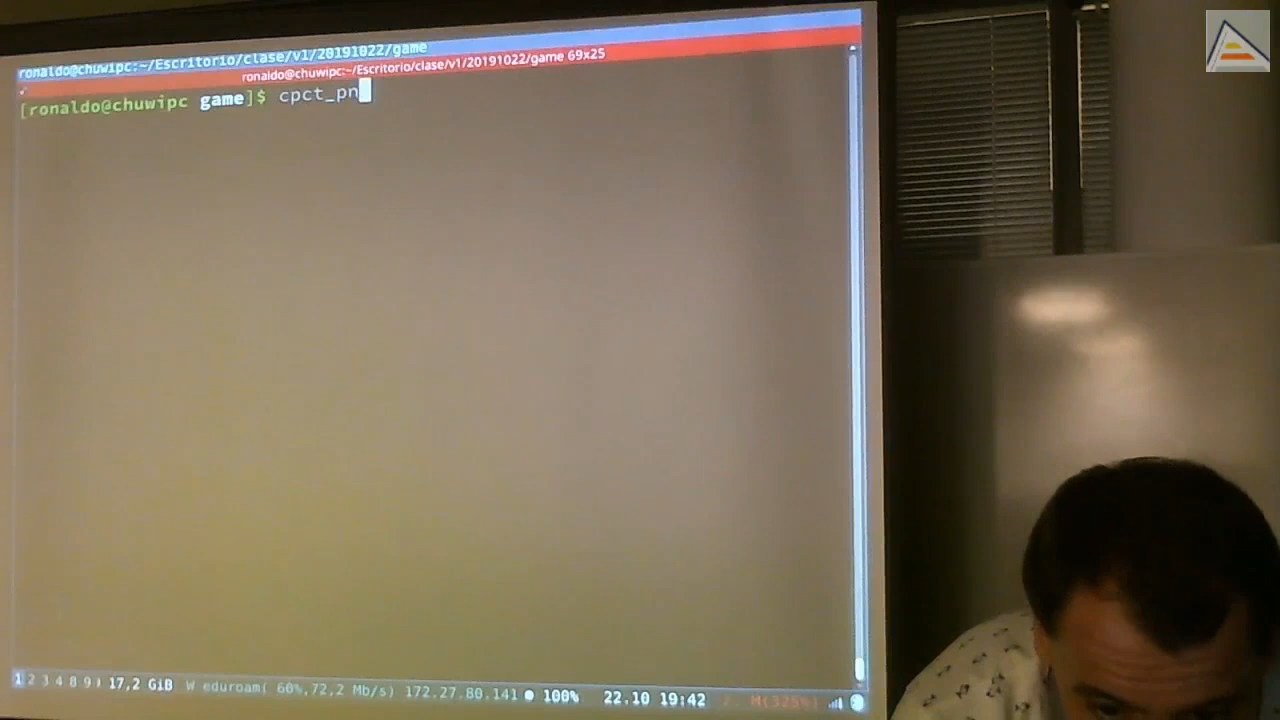 ronaldo@chuwipc:~/Escritorio/clase/v1/20191022/game
ronaldo@chuwipc:~/Escritorio/clase/v1/20191022/game 69x25
[ronaldo@chuwipc game]$ cpct_pn
1 2 3 4 8 9 17,2 GiB W eduroam( 60%,72,2 Mb/s) 172.27.80.141 100% 22.10 19:42